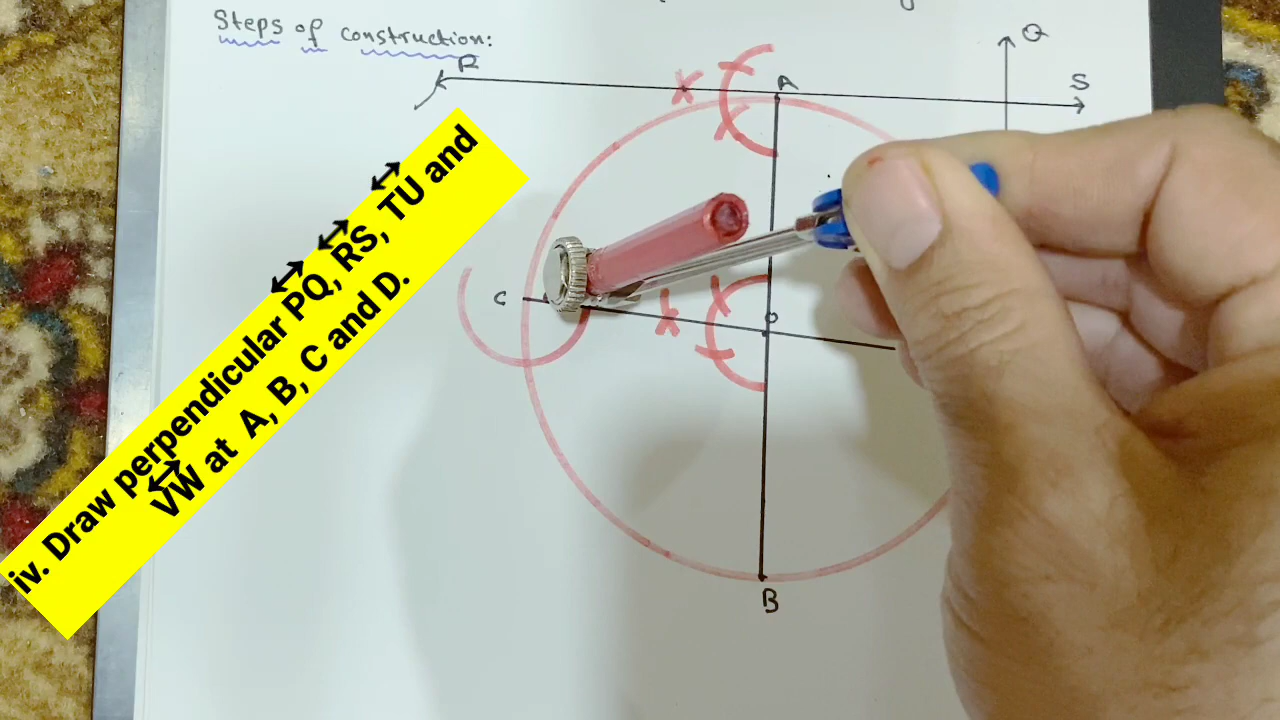 Steps of construction:
Q
R
A
S
C
O
B
iv. Draw perpendicular PQ, RS, TU and
VW at A, B, C and D.